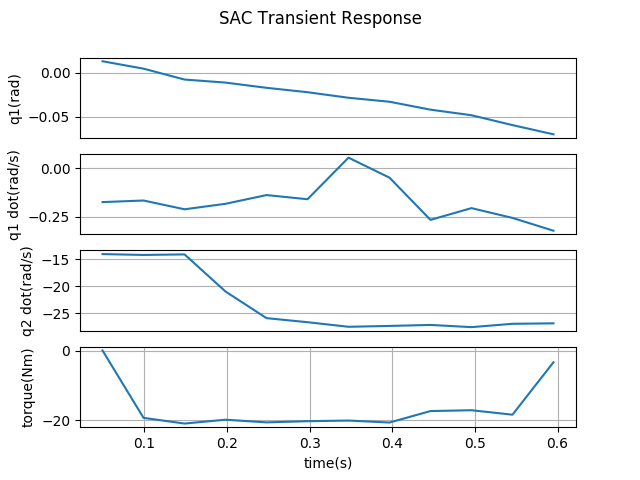 SAC Transient Response
q1(rad)
0.00
−0.05
q1 dot(rad/s)
0.00
−0.25
q2 dot(rad/s)
−15
−20
−25
torque(Nm)
0
−20
0.1 0.2 0.3 0.4 0.5 0.6
time(s)